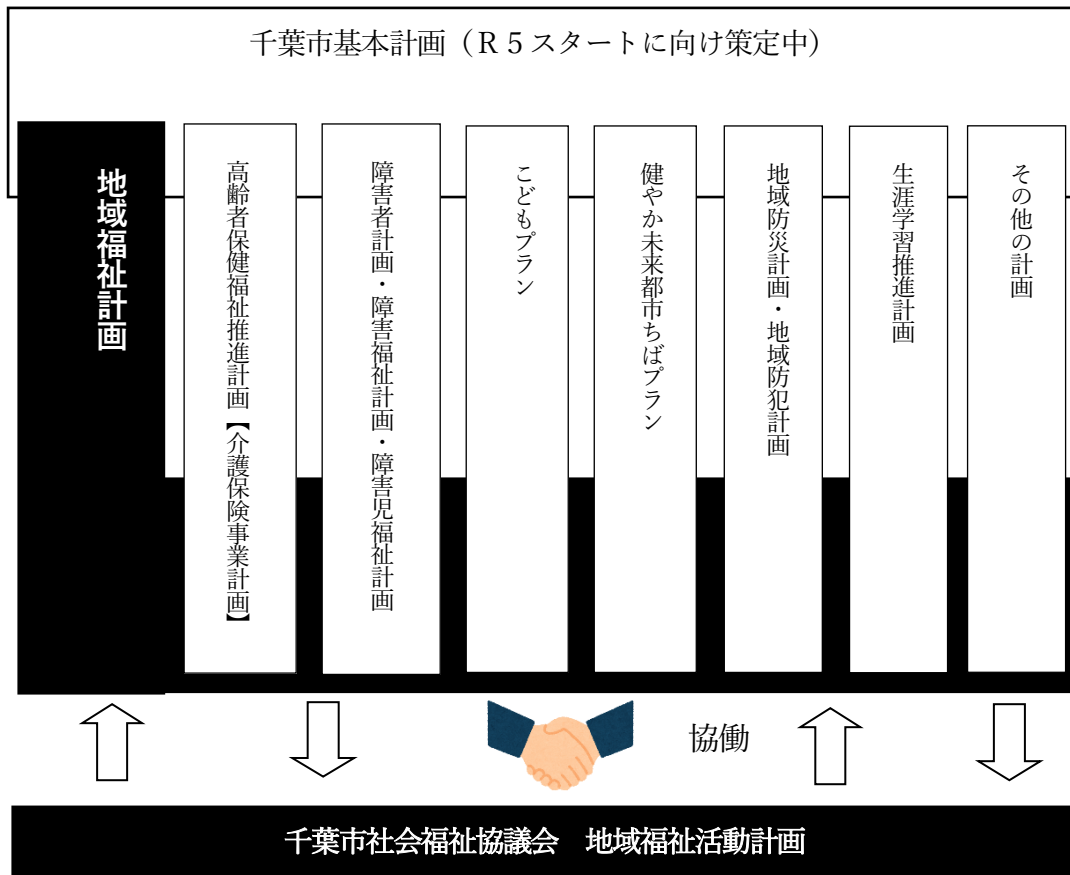 千葉市基本計画（R５スタートに向け策定中）
地域福祉計画
高齢者保健福祉推進計画【介護保険事業計画】
障害者計画・障害福祉計画・障害児福祉計画
こどもプラン
健やか未来都市ちばプラン
地域防災計画・地域防犯計画
生涯学習推進計画
その他の計画
協働
千葉市社会福祉協議会　地域福祉活動計画